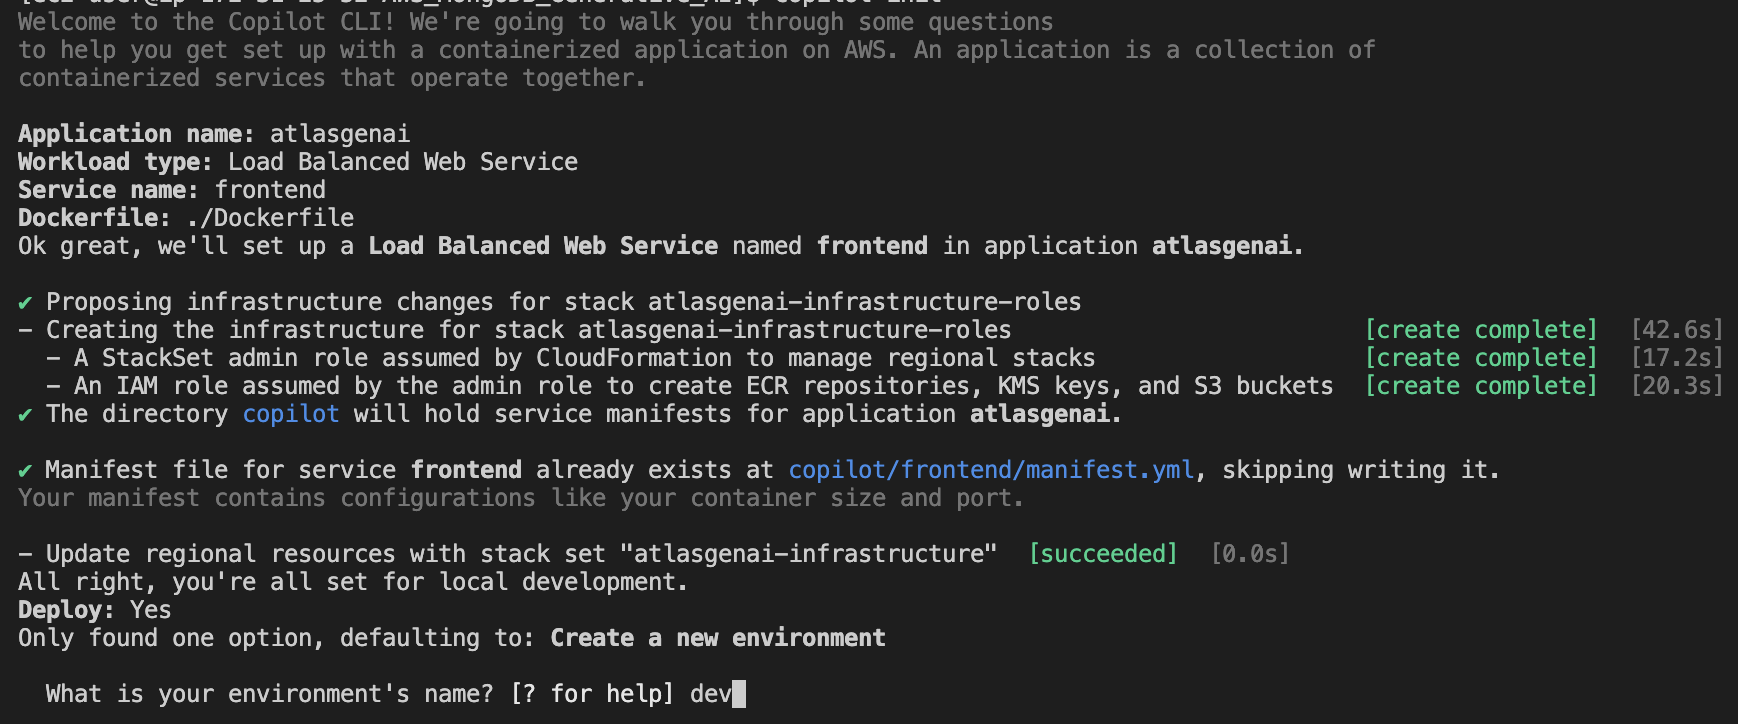 Welcome to the Copilot CLI! We're going to walk you through some questions
to help you get set up with a containerized application on AWS. An application is a collection of
containerized services that operate together.
Application name: atlasgenai
Workload type: Load Balanced Web Service
Service name: frontend
Dockerfile: ./Dockerfile
Ok great, we'll set up a Load Balanced Web Service named frontend in application atlasgenai.
✔ Proposing infrastructure changes for stack atlasgenai-infrastructure-roles
- Creating the infrastructure for stack atlasgenai-infrastructure-roles [create complete] [42.6s]
- A StackSet admin role assumed by CloudFormation to manage regional stacks [create complete] [17.2s]
- An IAM role assumed by the admin role to create ECR repositories, KMS keys, and S3 buckets [create complete] [20.3s]
✔ The directory copilot will hold service manifests for application atlasgenai.
✔ Manifest file for service frontend already exists at copilot/frontend/manifest.yml, skipping writing it.
Your manifest contains configurations like your container size and port.
- Update regional resources with stack set "atlasgenai-infrastructure" [succeeded] [0.0s]
All right, you're all set for local development.
Deploy: Yes
Only found one option, defaulting to: Create a new environment
What is your environment's name? [? for help] dev